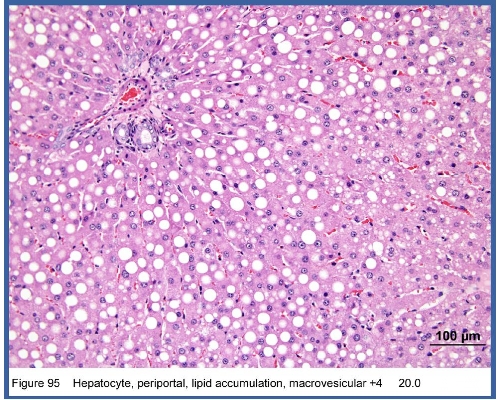 100 µm
Figure 95 Hepatocyte, periportal, lipid accumulation, macrovesicular +4 20.0